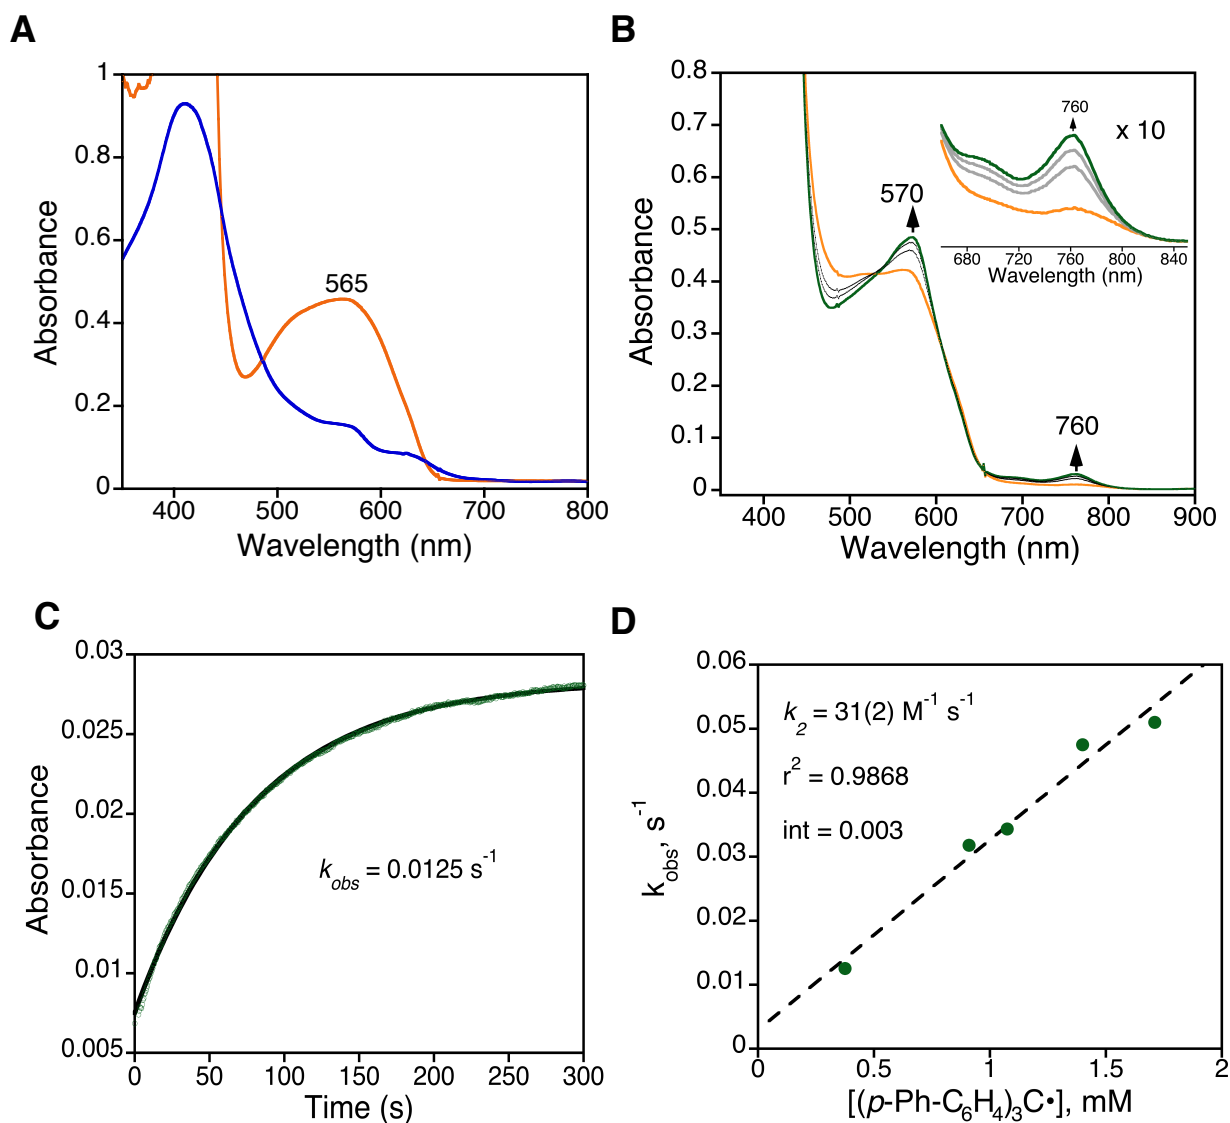 A
1
0.8
0.6
0.4
0.2
0
Absorbance
565
400 500 600 700 800
Wavelength (nm)
B
0.8
0.7
0.6
0.5
0.4
0.3
0.2
0.1
0
Absorbance
570
760
760
x 10
680 720 760 800 840
Wavelength (nm)
400 500 600 700 800 900
Wavelength (nm)
C
0.03
0.025
0.02
0.015
0.01
0.005
Absorbance
k_obs = 0.0125 s⁻¹
0 50 100 150 200 250 300
Time (s)
D
0.06
0.05
0.04
0.03
0.02
0.01
0
k_obs, s⁻¹
k₂ = 31(2) M⁻¹ s⁻¹
r² = 0.9868
int = 0.003
0 0.5 1 1.5 2
[(p-Ph-C₆H₄)₃C•], mM